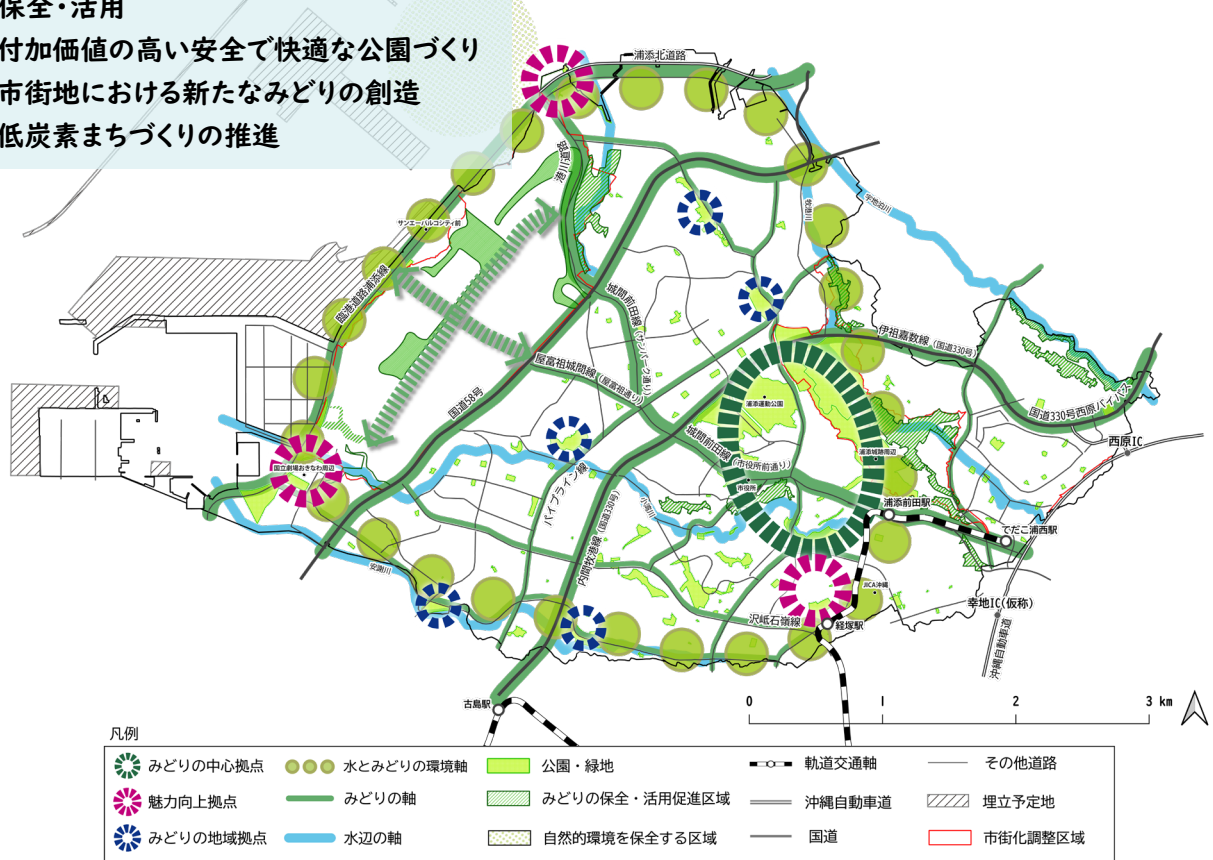 保全・活用
付加価値の高い安全で快適な公園づくり
市街地における新たなみどりの創造
低炭素まちづくりの推進
浦添北道路
港川道路
サンエーパルコシティ前
臨港道路浦添線
牧港川
宇地泊川
城間前田線（サンパーク通り）
伊祖嘉数線（国道330号）
屋富祖城間線（屋富祖通り）
国道58号
浦添運動公園
国道330号西原バイパス
西原IC
城間前田線（市役所前通り）
浦添城跡周辺
国立劇場おきなわ周辺
市役所
パイプライン線
小湾川
浦添前田駅
でだこ浦西駅
内間牧港線（国道330号）
安謝川
JICA沖縄
幸地IC(仮称)
沢岻石嶺線
経塚駅
沖縄自動車道
古島駅
0 1 2 3 km
凡例
みどりの中心拠点
水とみどりの環境軸
公園・緑地
軌道交通軸
その他道路
魅力向上拠点
みどりの軸
みどりの保全・活用促進区域
沖縄自動車道
埋立予定地
みどりの地域拠点
水辺の軸
自然的環境を保全する区域
国道
市街化調整区域